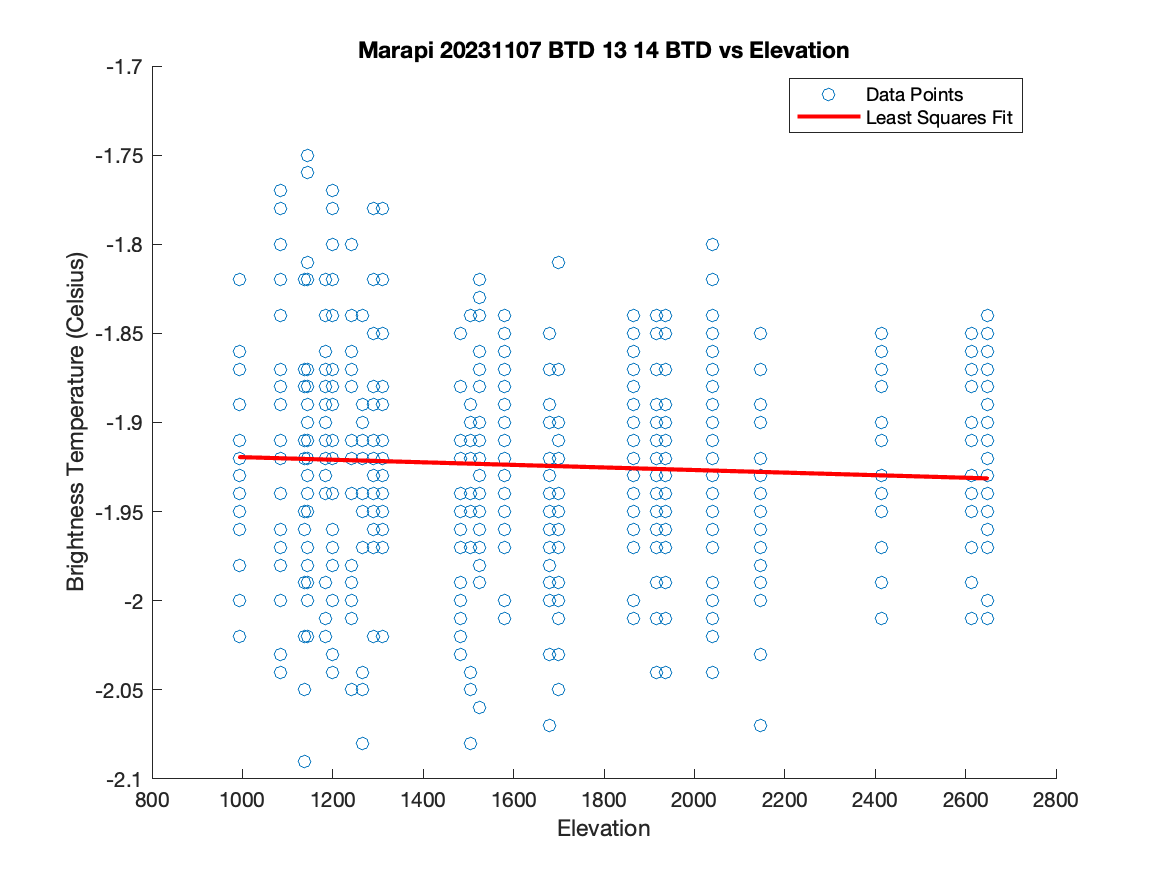 Marapi 20231107 BTD 13 14 BTD vs Elevation
Data Points
Least Squares Fit
Brightness Temperature (Celsius)
-1.7
-1.75
-1.8
-1.85
-1.9
-1.95
-2
-2.05
-2.1
800 1000 1200 1400 1600 1800 2000 2200 2400 2600 2800
Elevation